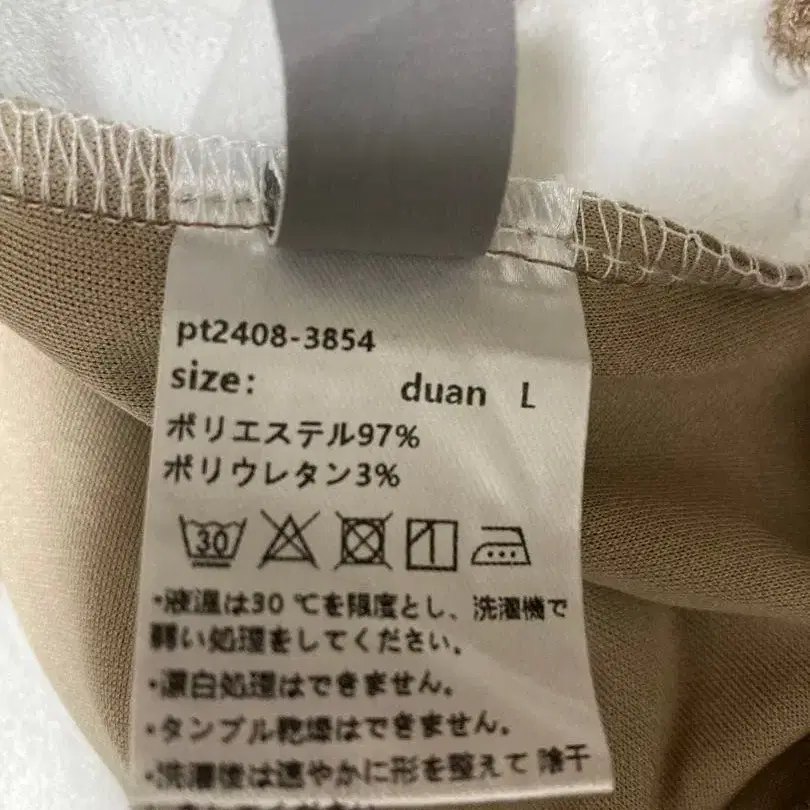 pt2408-3854
size: duan L
ポリエステル97%
ポリウレタン3%
30
・液温は30℃を限度とし、洗濯機で
弱い処理をしてください。
・漂白処理はできません。
・タンブル乾燥はできません。
・洗濯後は速やかに形を整えて 陰干